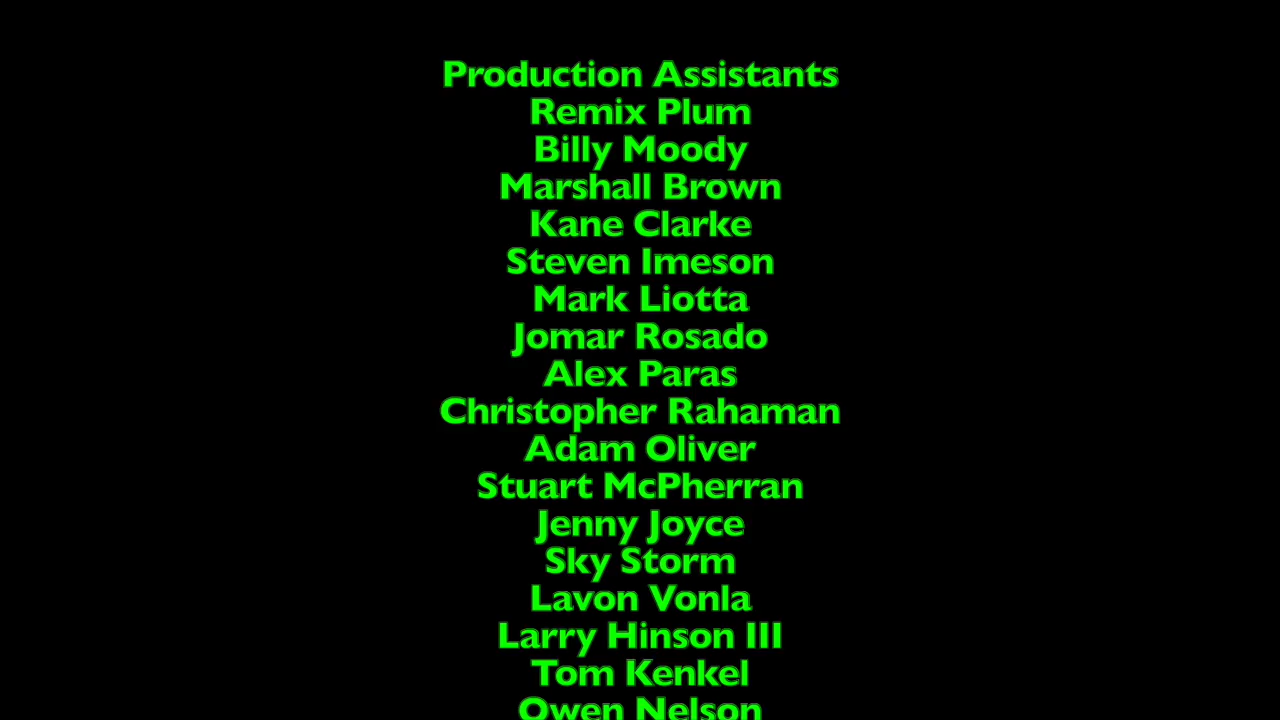 Production Assistants
Remix Plum
Billy Moody
Marshall Brown
Kane Clarke
Steven Imeson
Mark Liotta
Jomar Rosado
Alex Paras
Christopher Rahaman
Adam Oliver
Stuart McPherran
Jenny Joyce
Sky Storm
Lavon Vonla
Larry Hinson III
Tom Kenkel
Owen Nelson